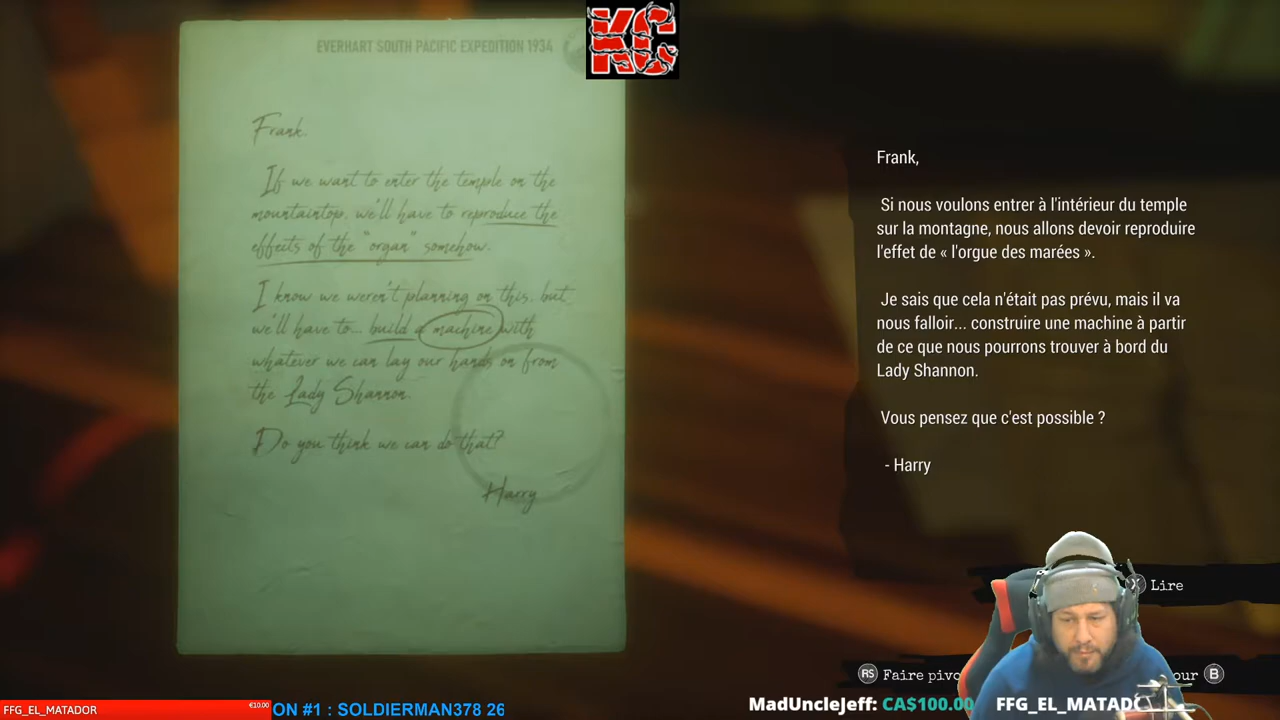 KC
EVERHART SOUTH PACIFIC EXPEDITION 1934
Frank,
If we want to enter the temple on the
mountaintop, we'll have to reproduce the
effects of the "organ" somehow.
I know we weren't planning on this, but
we'll have to... build a machine with
whatever we can lay our hands on from
the Lady Shannon.
Do you think we can do that?
Harry
Frank,
Si nous voulons entrer à l'intérieur du temple
sur la montagne, nous allons devoir reproduire
l'effet de « l'orgue des marées ».
Je sais que cela n'était pas prévu, mais il va
nous falloir... construire une machine à partir
de ce que nous pourrons trouver à bord du
Lady Shannon.
Vous pensez que c'est possible ?
- Harry
X Lire
RS Faire pivo
our B
FFG_EL_MATADOR €10.00
ON #1 : SOLDIERMAN378 26
MadUncleJeff: CA$100.00 FFG_EL_MATADO